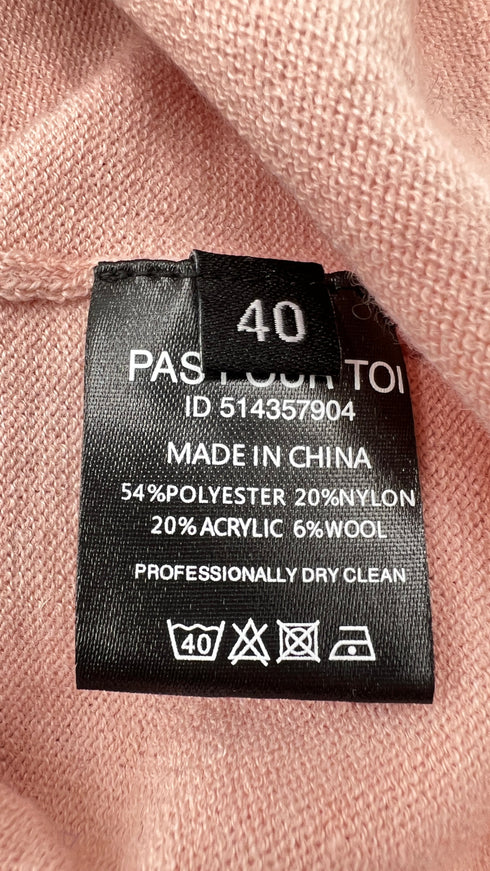 40
PAS POUR TOI
ID 514357904
MADE IN CHINA
54%POLYESTER 20%NYLON
20% ACRYLIC 6%WOOL
PROFESSIONALLY DRY CLEAN
40